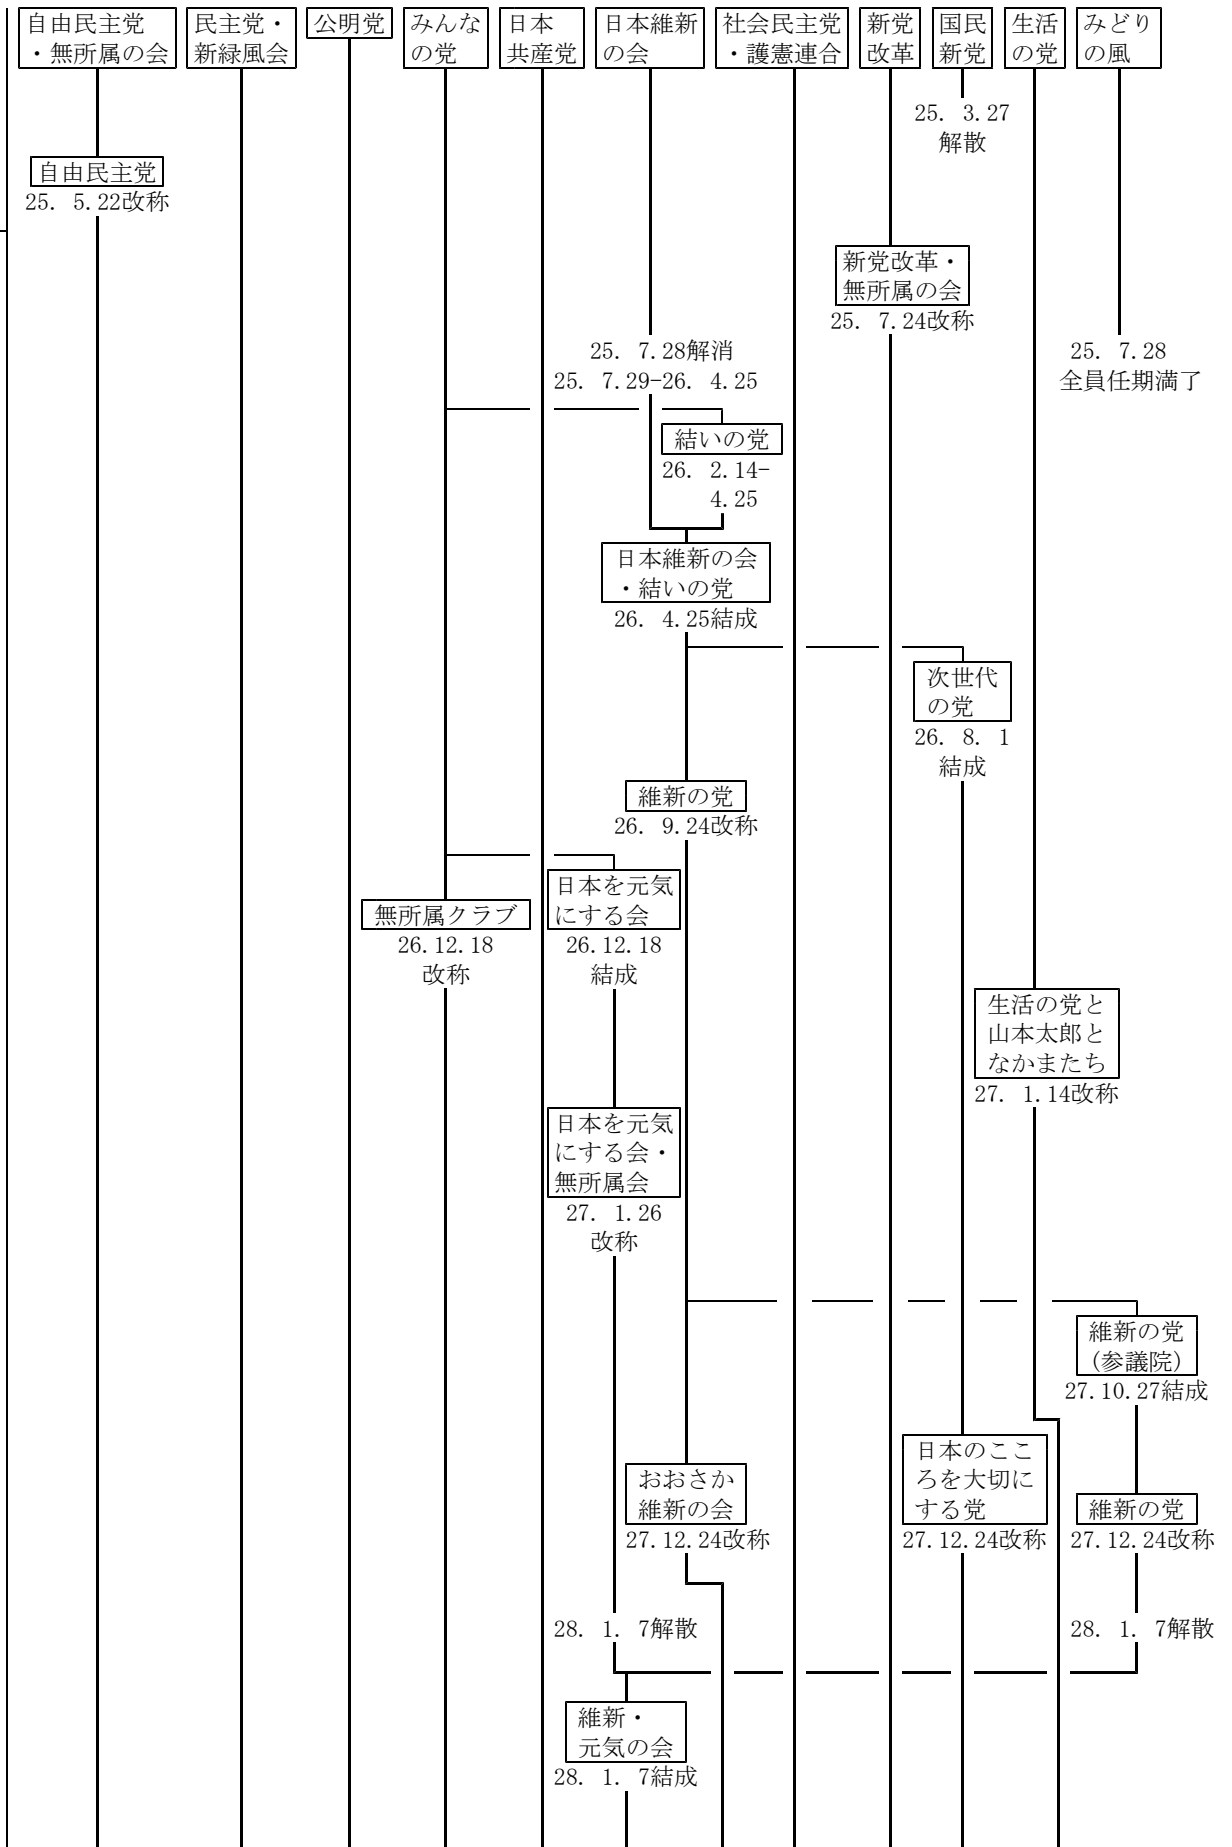 自由民主党
・無所属の会
民主党・
新緑風会
公明党
みんな
の党
日本
共産党
日本維新
の会
社会民主党
・護憲連合
新党
改革
国民
新党
生活
の党
みどり
の風
25. 3.27
解散
自由民主党
25. 5.22改称
新党改革・
無所属の会
25. 7.24改称
25. 7.28解消
25. 7.29-26. 4.25
25. 7.28
全員任期満了
結いの党
26. 2.14-
4.25
日本維新の会
・結いの党
26. 4.25結成
次世代
の党
26. 8. 1
結成
維新の党
26. 9.24改称
無所属クラブ
26.12.18
改称
日本を元気
にする会
26.12.18
結成
生活の党と
山本太郎と
なかまたち
27. 1.14改称
日本を元気
にする会・
無所属会
27. 1.26
改称
維新の党
(参議院)
27.10.27結成
おおさか
維新の会
27.12.24改称
日本のここ
ろを大切に
する党
27.12.24改称
維新の党
27.12.24改称
28. 1. 7解散
28. 1. 7解散
維新・
元気の会
28. 1. 7結成